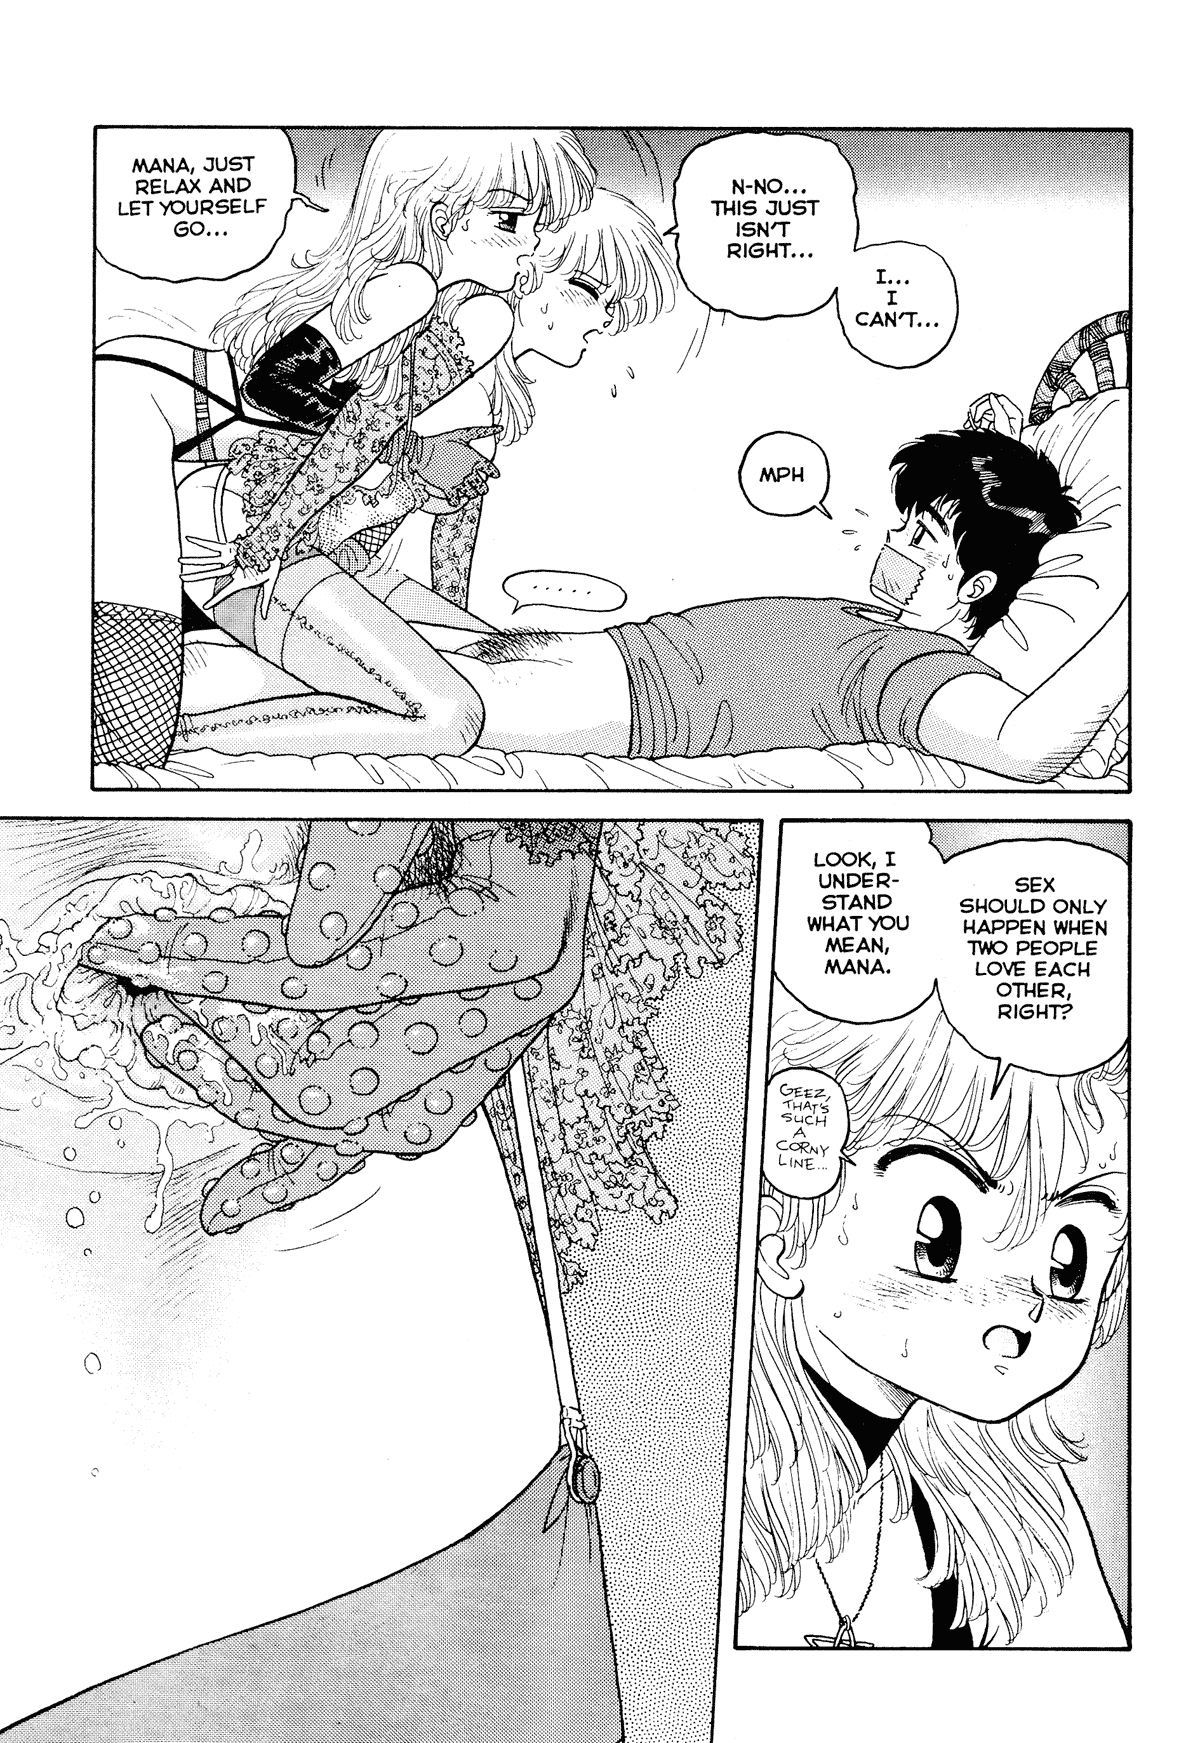 MANA, JUST
RELAX AND
LET YOURSELF
GO...
N-NO...
THIS JUST
ISN'T
RIGHT...
I...
I
CAN'T...
MPH
......
LOOK, I
UNDER-
STAND
WHAT YOU
MEAN,
MANA.
SEX
SHOULD ONLY
HAPPEN WHEN
TWO PEOPLE
LOVE EACH
OTHER,
RIGHT?
GEEZ,
THAT'S
SUCH
A
CORNY
LINE...